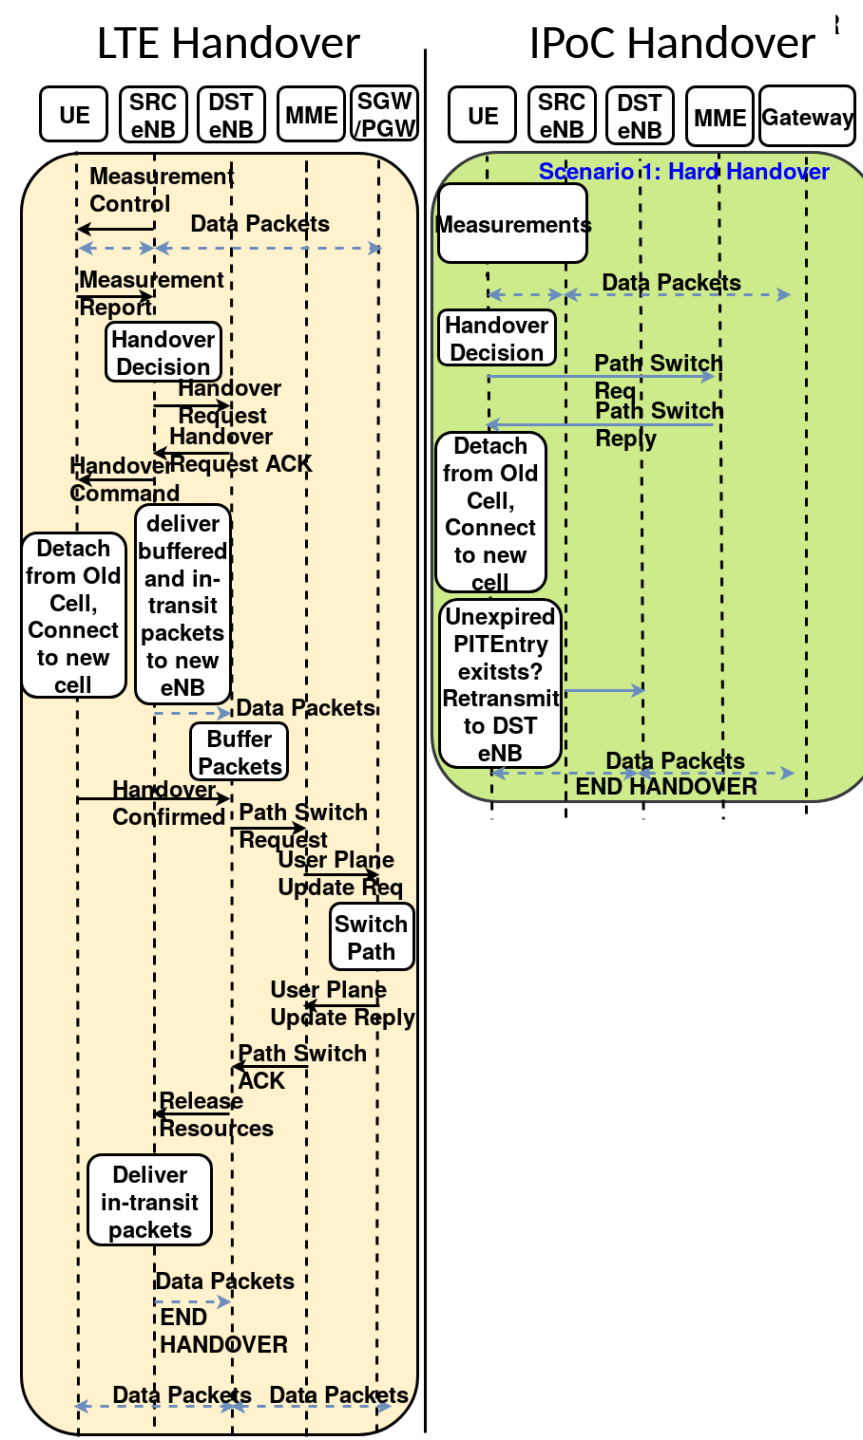 LTE Handover
UE
SRC
eNB
DST
eNB
MME
SGW
/PGW
Measurement
Control
Data Packets
Measurement
Report
Handover
Decision
Handover
Request
Handover
Request ACK
Handover
Command
deliver
buffered
and in-
transit
packets
to new
eNB
Detach
from Old
Cell,
Connect
to new
cell
Data Packets
Buffer
Packets
Handover
Confirmed
Path Switch
Request
User Plane
Update Req
Switch
Path
User Plane
Update Reply
Path Switch
ACK
Release
Resources
Deliver
in-transit
packets
Data Packets
END
HANDOVER
Data Packets
Data Packets
IPoC Handover
UE
SRC
eNB
DST
eNB
MME
Gateway
Scenario 1: Hard Handover
Measurements
Data Packets
Handover
Decision
Path Switch
Req
Path Switch
Reply
Detach
from Old
Cell,
Connect
to new
cell
Unexpired
PITEntry
exitsts?
Retransmit
to DST
eNB
Data Packets
END HANDOVER